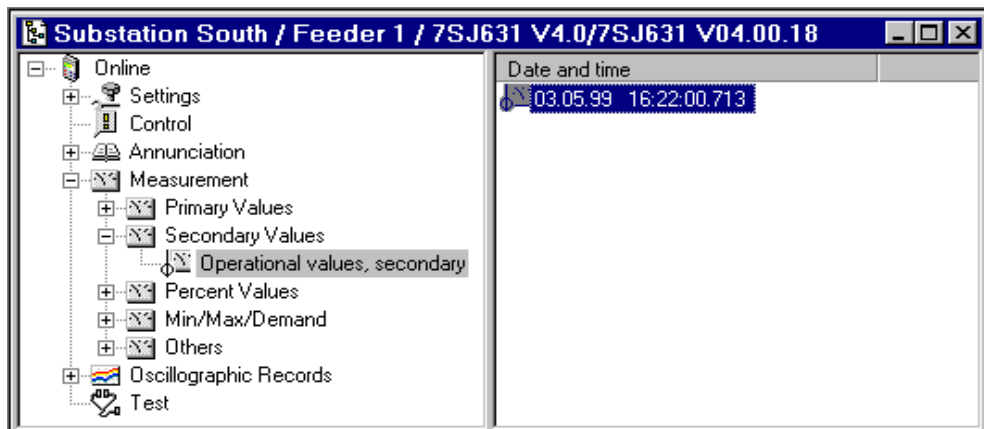 Substation South / Feeder 1 / 7SJ631 V4.0/7SJ631 V04.00.18
Online
Settings
Control
Annunciation
Measurement
Primary Values
Secondary Values
Operational values, secondary
Percent Values
Min/Max/Demand
Others
Oscillographic Records
Test
Date and time
03.05.99 16:22:00.713